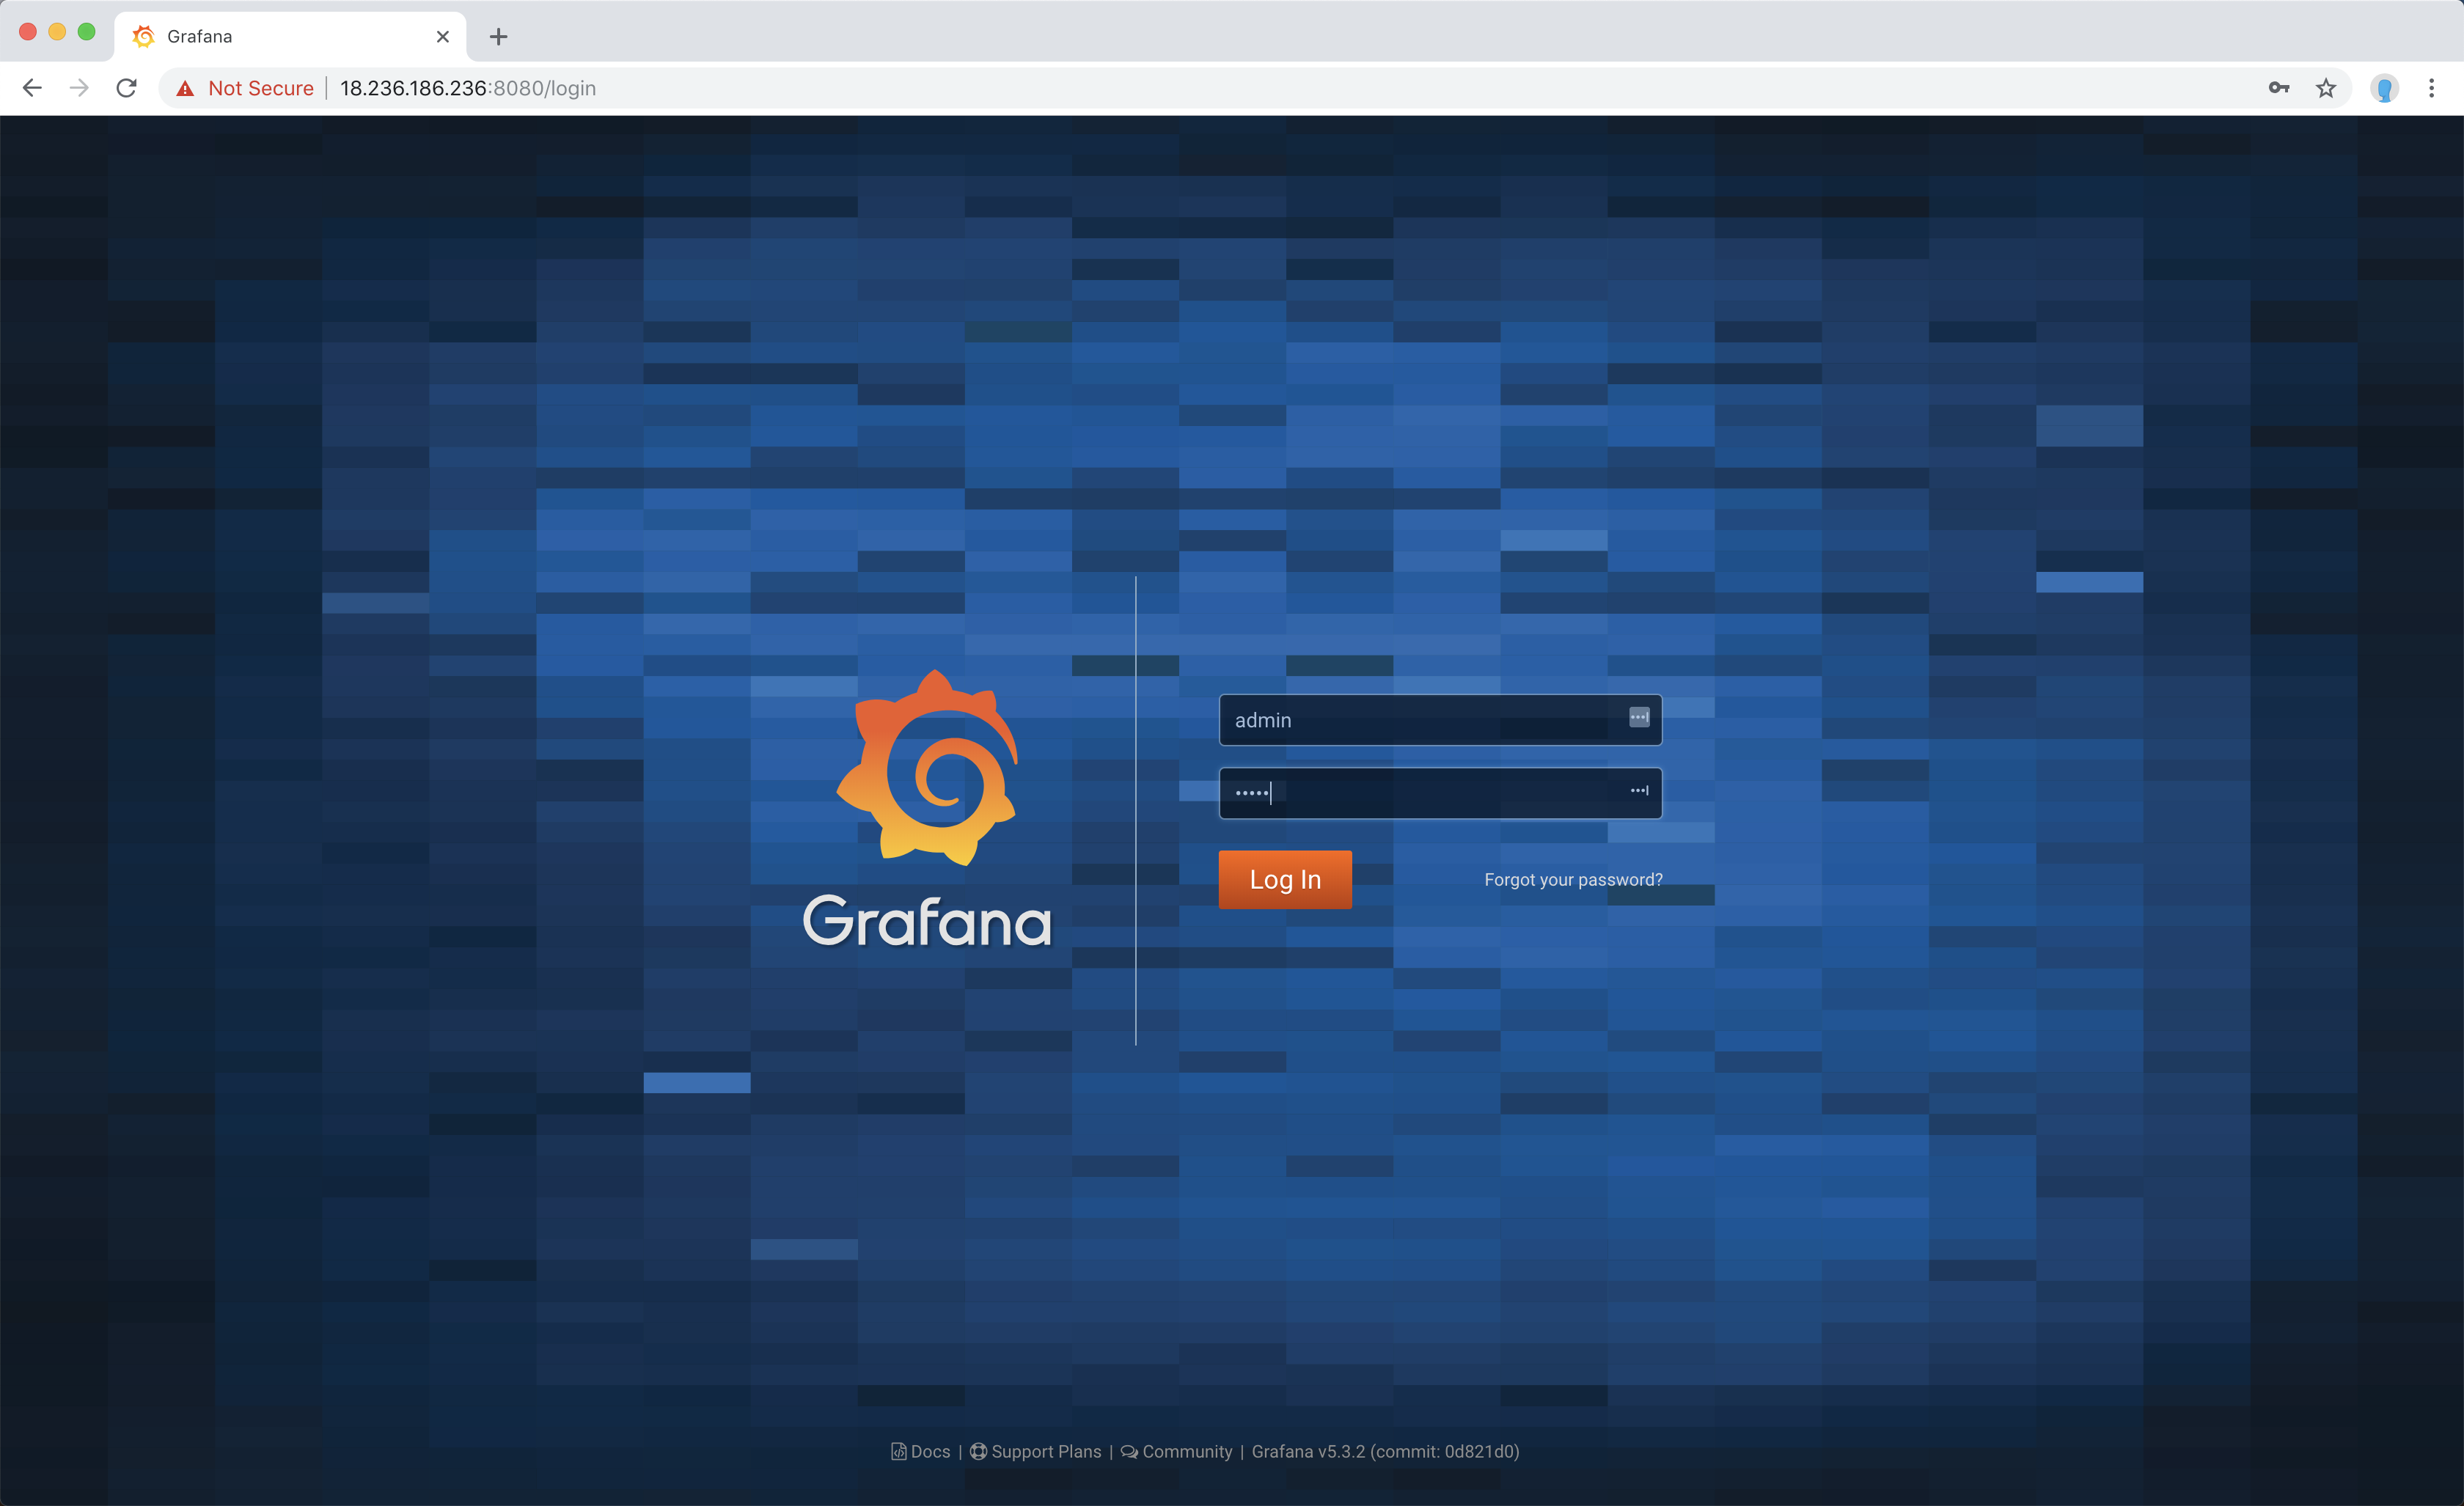 Grafana
Not Secure
18.236.186.236:8080/login
admin
•••••
Log In
Forgot your password?
Grafana
Docs | Support Plans | Community | Grafana v5.3.2 (commit: 0d821d0)